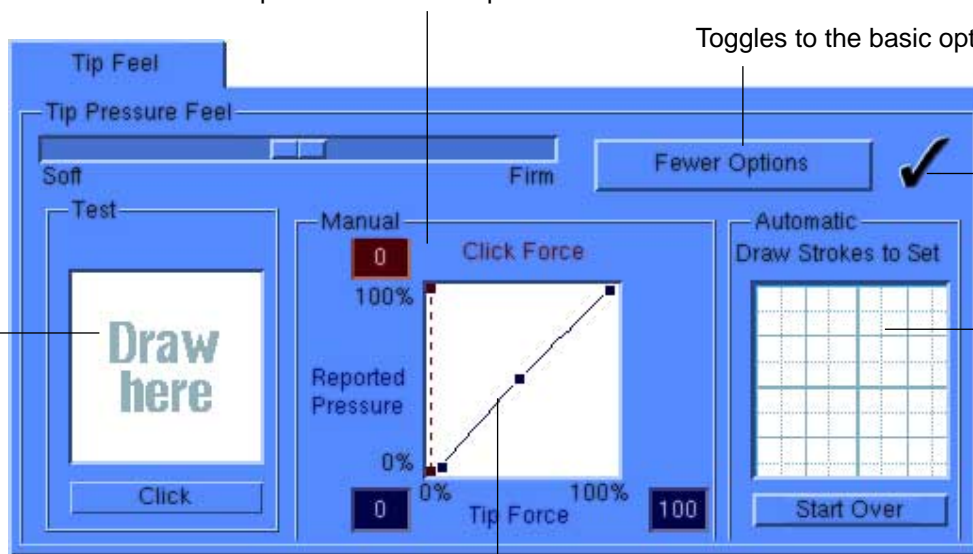 Toggles to the basic opt
Tip Feel
Tip Pressure Feel
Soft
Firm
Fewer Options
Test
Draw
here
Click
Manual
0
Click Force
100%
Reported
Pressure
0%
0% 100%
0
Tip Force
100
Automatic
Draw Strokes to Set
Start Over